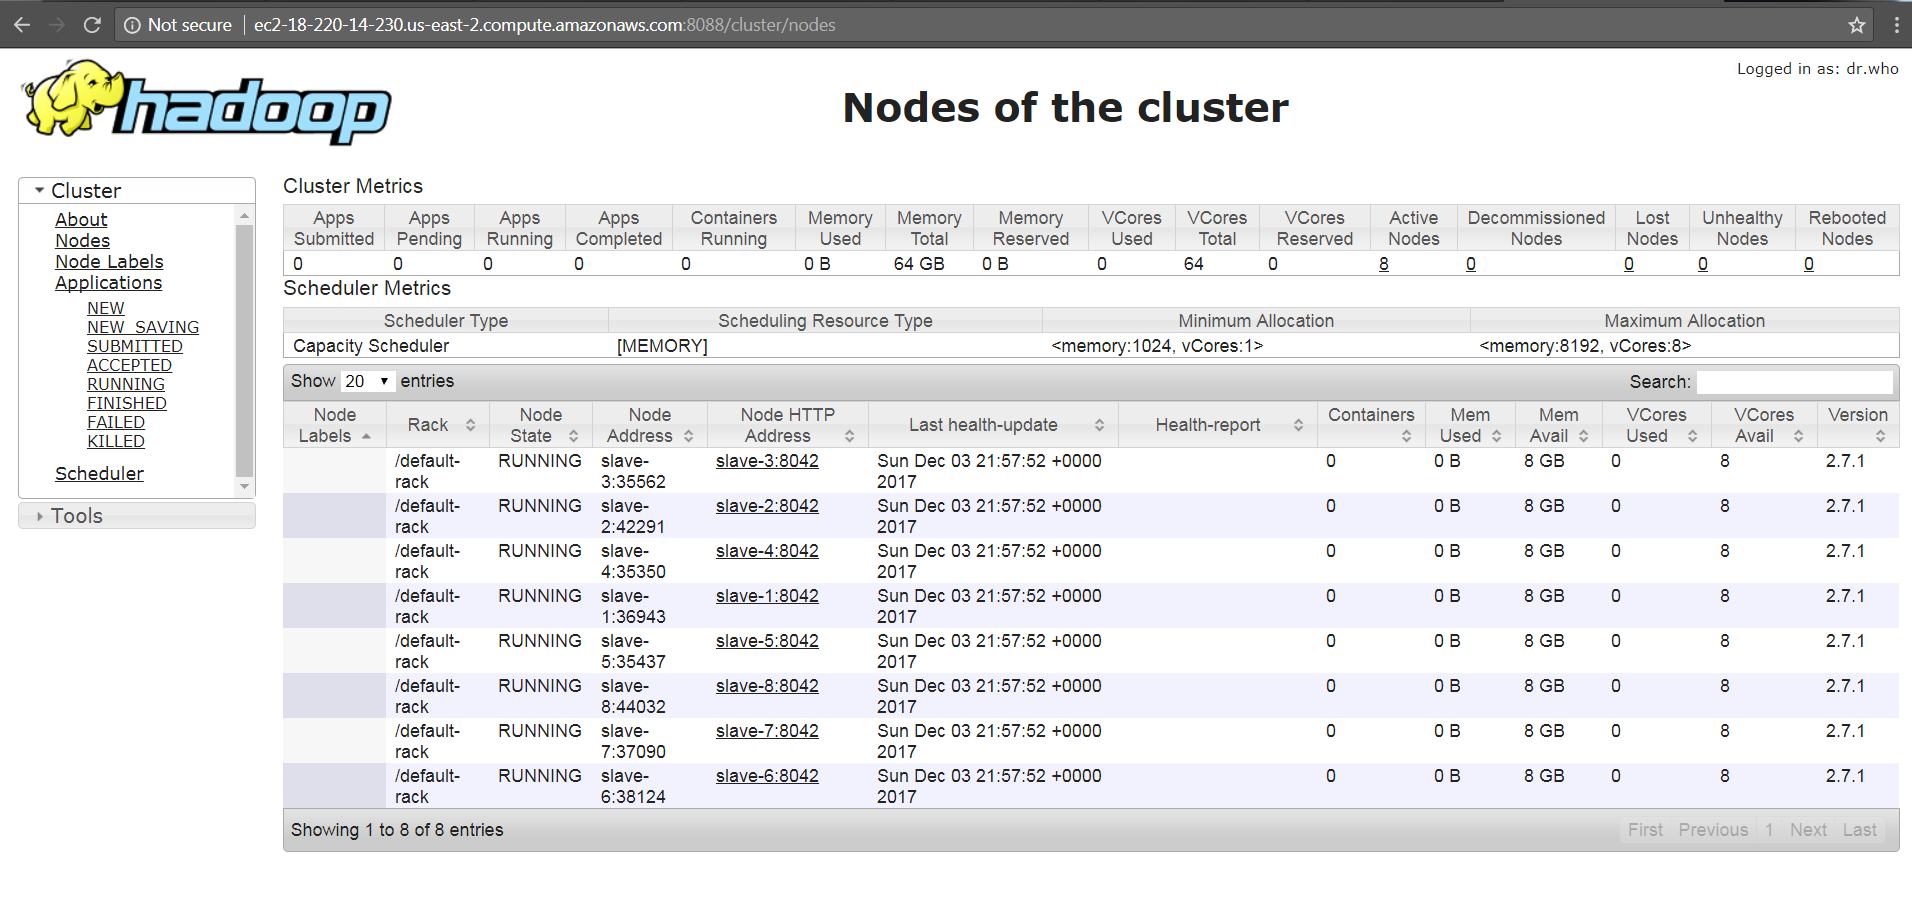 Not secure | ec2-18-220-14-230.us-east-2.compute.amazonaws.com:8088/cluster/nodes
hadoop
Nodes of the cluster
Logged in as: dr.who
Cluster
About
Nodes
Node Labels
Applications
NEW
NEW_SAVING
SUBMITTED
ACCEPTED
RUNNING
FINISHED
FAILED
KILLED
Scheduler
Tools
Cluster Metrics
Apps Submitted Apps Pending Apps Running Apps Completed Containers Running Memory Used Memory Total Memory Reserved VCores Used VCores Total VCores Reserved Active Nodes Decommissioned Nodes Lost Nodes Unhealthy Nodes Rebooted Nodes
0 0 0 0 0 0 B 64 GB 0 B 0 64 0 8 0 0 0 0
Scheduler Metrics
Scheduler Type Scheduling Resource Type Minimum Allocation Maximum Allocation
Capacity Scheduler [MEMORY] <memory:1024, vCores:1> <memory:8192, vCores:8>
Show 20 entries Search:
Node Labels Rack Node State Node Address Node HTTP Address Last health-update Health-report Containers Mem Used Mem Avail VCores Used VCores Avail Version
/default-rack RUNNING slave-3:35562 slave-3:8042 Sun Dec 03 21:57:52 +0000 2017 0 0 B 8 GB 0 8 2.7.1
/default-rack RUNNING slave-2:42291 slave-2:8042 Sun Dec 03 21:57:52 +0000 2017 0 0 B 8 GB 0 8 2.7.1
/default-rack RUNNING slave-4:35350 slave-4:8042 Sun Dec 03 21:57:52 +0000 2017 0 0 B 8 GB 0 8 2.7.1
/default-rack RUNNING slave-1:36943 slave-1:8042 Sun Dec 03 21:57:52 +0000 2017 0 0 B 8 GB 0 8 2.7.1
/default-rack RUNNING slave-5:35437 slave-5:8042 Sun Dec 03 21:57:52 +0000 2017 0 0 B 8 GB 0 8 2.7.1
/default-rack RUNNING slave-8:44032 slave-8:8042 Sun Dec 03 21:57:52 +0000 2017 0 0 B 8 GB 0 8 2.7.1
/default-rack RUNNING slave-7:37090 slave-7:8042 Sun Dec 03 21:57:52 +0000 2017 0 0 B 8 GB 0 8 2.7.1
/default-rack RUNNING slave-6:38124 slave-6:8042 Sun Dec 03 21:57:52 +0000 2017 0 0 B 8 GB 0 8 2.7.1
Showing 1 to 8 of 8 entries First Previous 1 Next Last